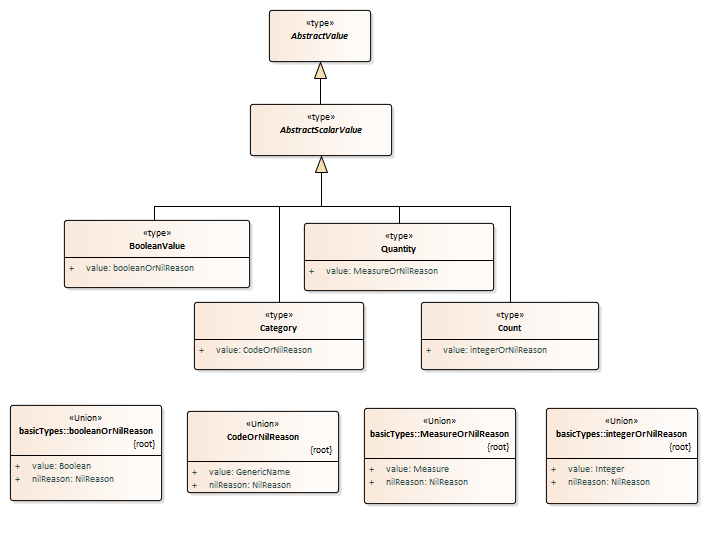 «type»
AbstractValue
«type»
AbstractScalarValue
«type»
BooleanValue
+ value: booleanOrNilReason
«type»
Quantity
+ value: MeasureOrNilReason
«type»
Category
+ value: CodeOrNilReason
«type»
Count
+ value: integerOrNilReason
«Union»
basicTypes::booleanOrNilReason
{root}
+ value: Boolean
+ nilReason: NilReason
«Union»
CodeOrNilReason
{root}
+ value: GenericName
+ nilReason: NilReason
«Union»
basicTypes::MeasureOrNilReason
{root}
+ value: Measure
+ nilReason: NilReason
«Union»
basicTypes::integerOrNilReason
{root}
+ value: Integer
+ nilReason: NilReason